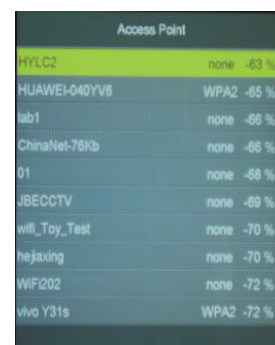 Access Point
HYLC2 none -63 %
HUAWEI-040YV6 WPA2 -65 %
lab1 none -66 %
ChinaNet-76Kb none -66 %
01 none -68 %
JBECCTV none -69 %
wifi_Toy_Test none -70 %
hejiaxing none -70 %
WiFi202 none -72 %
vivo Y31s WPA2 -72 %